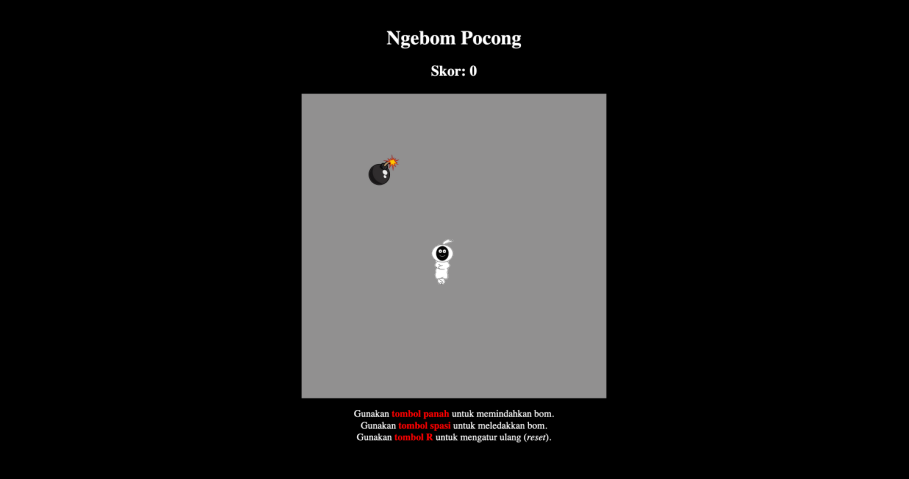 Ngebom Pocong
Skor: 0
Gunakan tombol panah untuk memindahkan bom.
Gunakan tombol spasi untuk meledakkan bom.
Gunakan tombol R untuk mengatur ulang (reset).